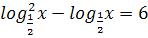 log²_{1/2} x − log_{1/2} x = 6